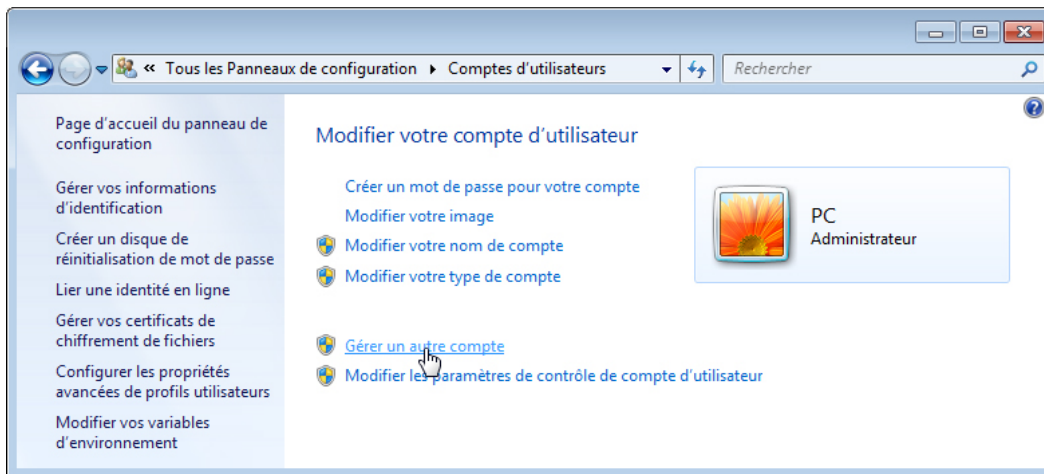 « Tous les Panneaux de configuration ▸ Comptes d'utilisateurs
Rechercher
Page d'accueil du panneau de
configuration
Gérer vos informations
d'identification
Créer un disque de
réinitialisation de mot de passe
Lier une identité en ligne
Gérer vos certificats de
chiffrement de fichiers
Configurer les propriétés
avancées de profils utilisateurs
Modifier vos variables
d'environnement
Modifier votre compte d'utilisateur
Créer un mot de passe pour votre compte
Modifier votre image
Modifier votre nom de compte
Modifier votre type de compte
Gérer un autre compte
Modifier les paramètres de contrôle de compte d'utilisateur
PC
Administrateur